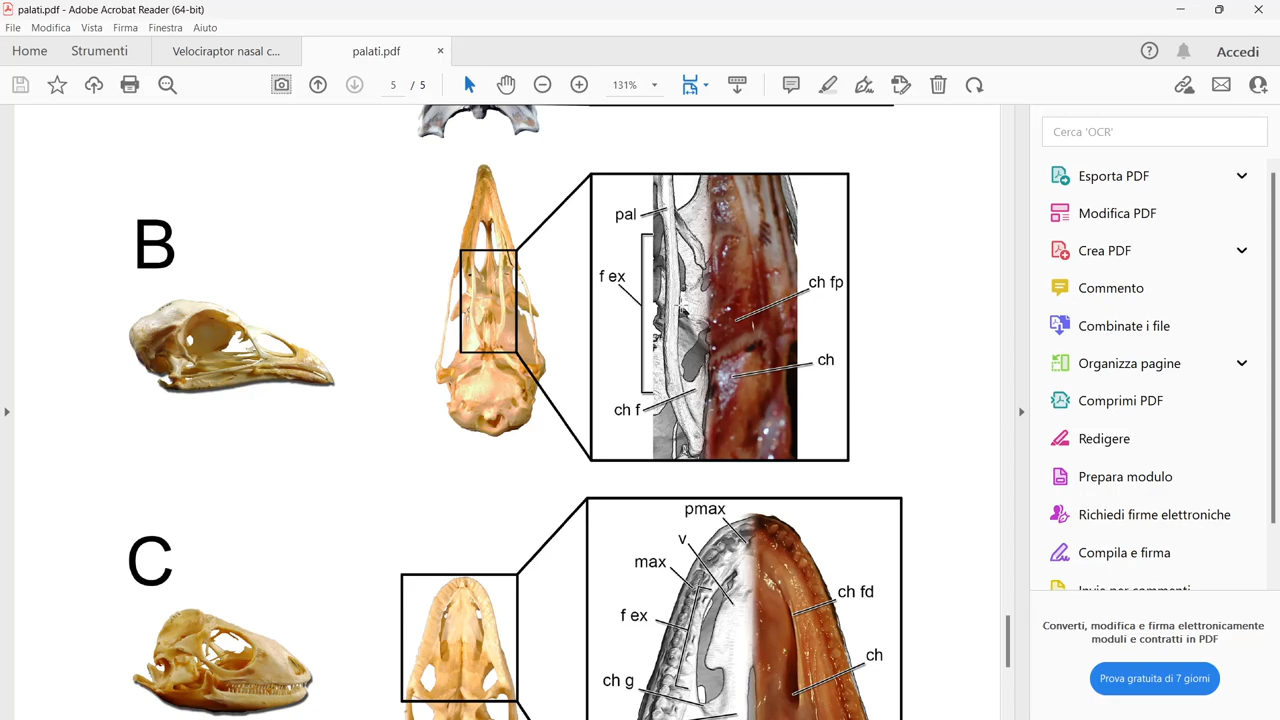 palati.pdf - Adobe Acrobat Reader (64-bit)
File Modifica Vista Firma Finestra Aiuto
Home Strumenti Velociraptor nasal c... palati.pdf × Accedi
5 / 5 131%
B
pal
f ex
ch fp
ch
ch f
C
pmax
v
max
ch fd
f ex
ch
ch g
Cerca 'OCR'
Esporta PDF
Modifica PDF
Crea PDF
Commento
Combinate i file
Organizza pagine
Comprimi PDF
Redigere
Prepara modulo
Richiedi firme elettroniche
Compila e firma
Invia per commenti
Converti, modifica e firma elettronicamente
moduli e contratti in PDF
Prova gratuita di 7 giorni